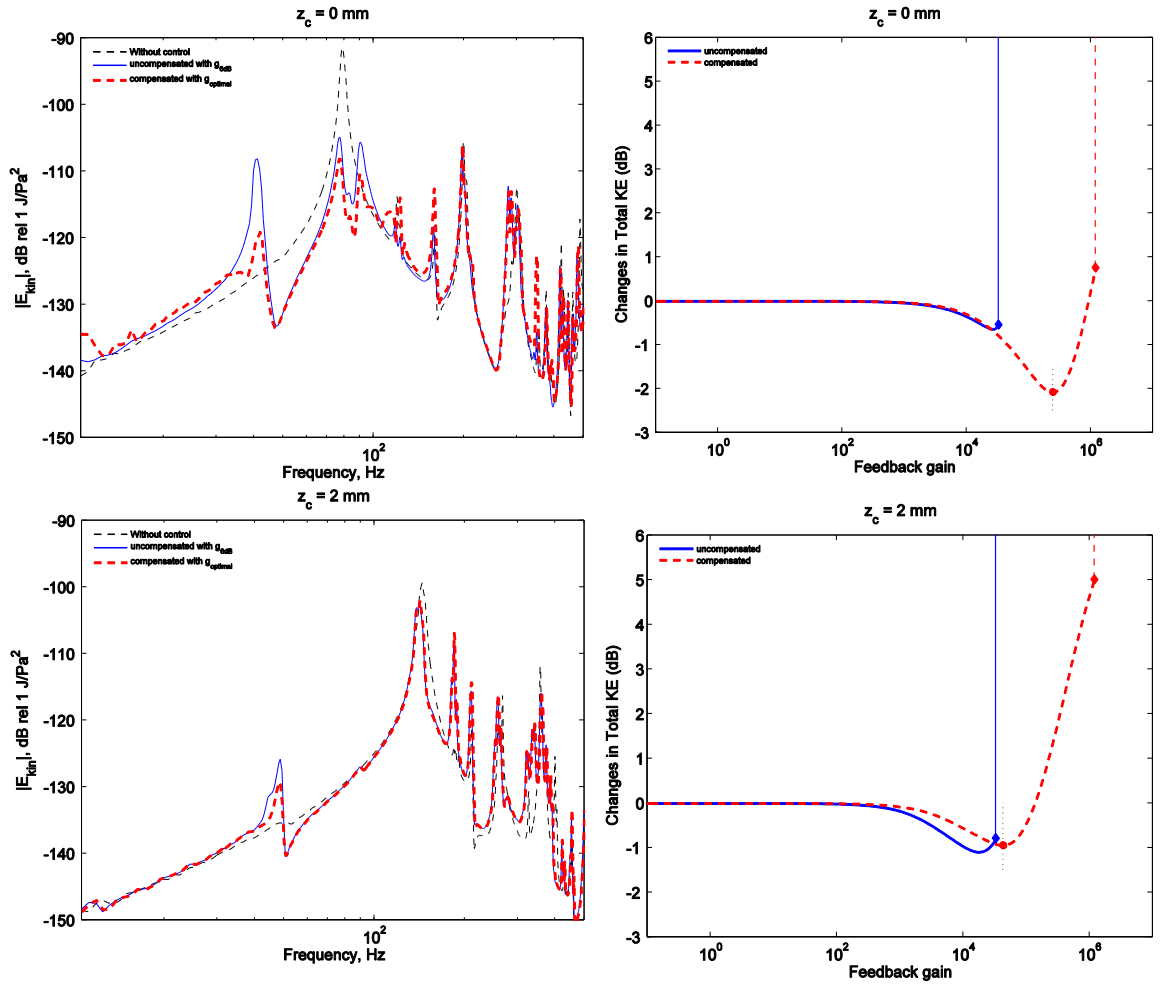 z_c = 0 mm
|E_kin|, dB rel 1 J/Pa^2
-90
-100
-110
-120
-130
-140
-150
Without control
uncompensated with g_6dB
compensated with g_optimal
10^2
Frequency, Hz
z_c = 0 mm
Changes in Total KE (dB)
6
5
4
3
2
1
0
-1
-2
-3
uncompensated
compensated
10^0 10^2 10^4 10^6
Feedback gain
z_c = 2 mm
|E_kin|, dB rel 1 J/Pa^2
-90
-100
-110
-120
-130
-140
-150
Without control
uncompensated with g_6dB
compensated with g_optimal
10^2
Frequency, Hz
z_c = 2 mm
Changes in Total KE (dB)
6
5
4
3
2
1
0
-1
-2
-3
uncompensated
compensated
10^0 10^2 10^4 10^6
Feedback gain